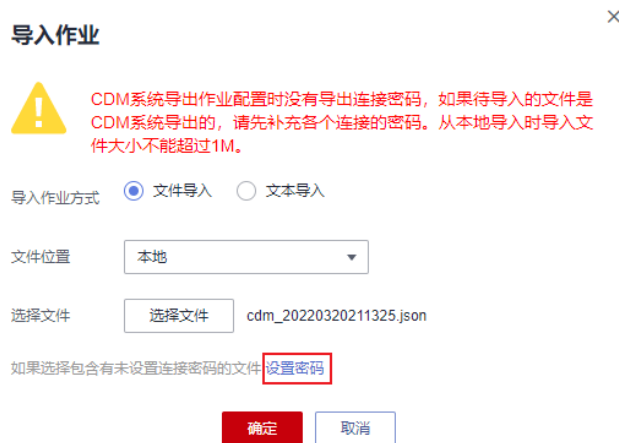 导入作业
CDM系统导出作业配置时没有导出连接密码，如果待导入的文件是
CDM系统导出的，请先补充各个连接的密码。从本地导入时导入文
件大小不能超过1M。
导入作业方式 文件导入 文本导入
文件位置 本地
选择文件 选择文件 cdm_20220320211325.json
如果选择包含有未设置连接密码的文件 设置密码
确定 取消